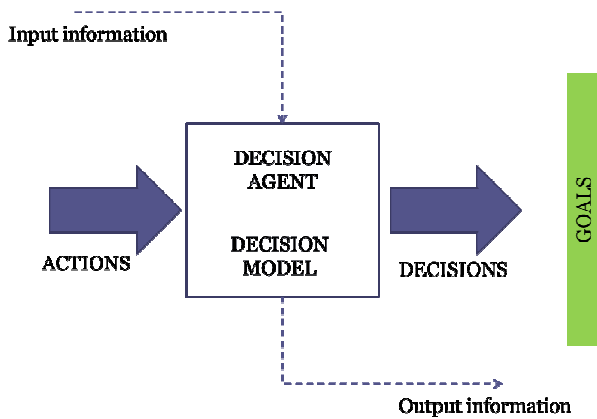 Input information
DECISION
AGENT
DECISION
MODEL
ACTIONS
DECISIONS
GOALS
Output information